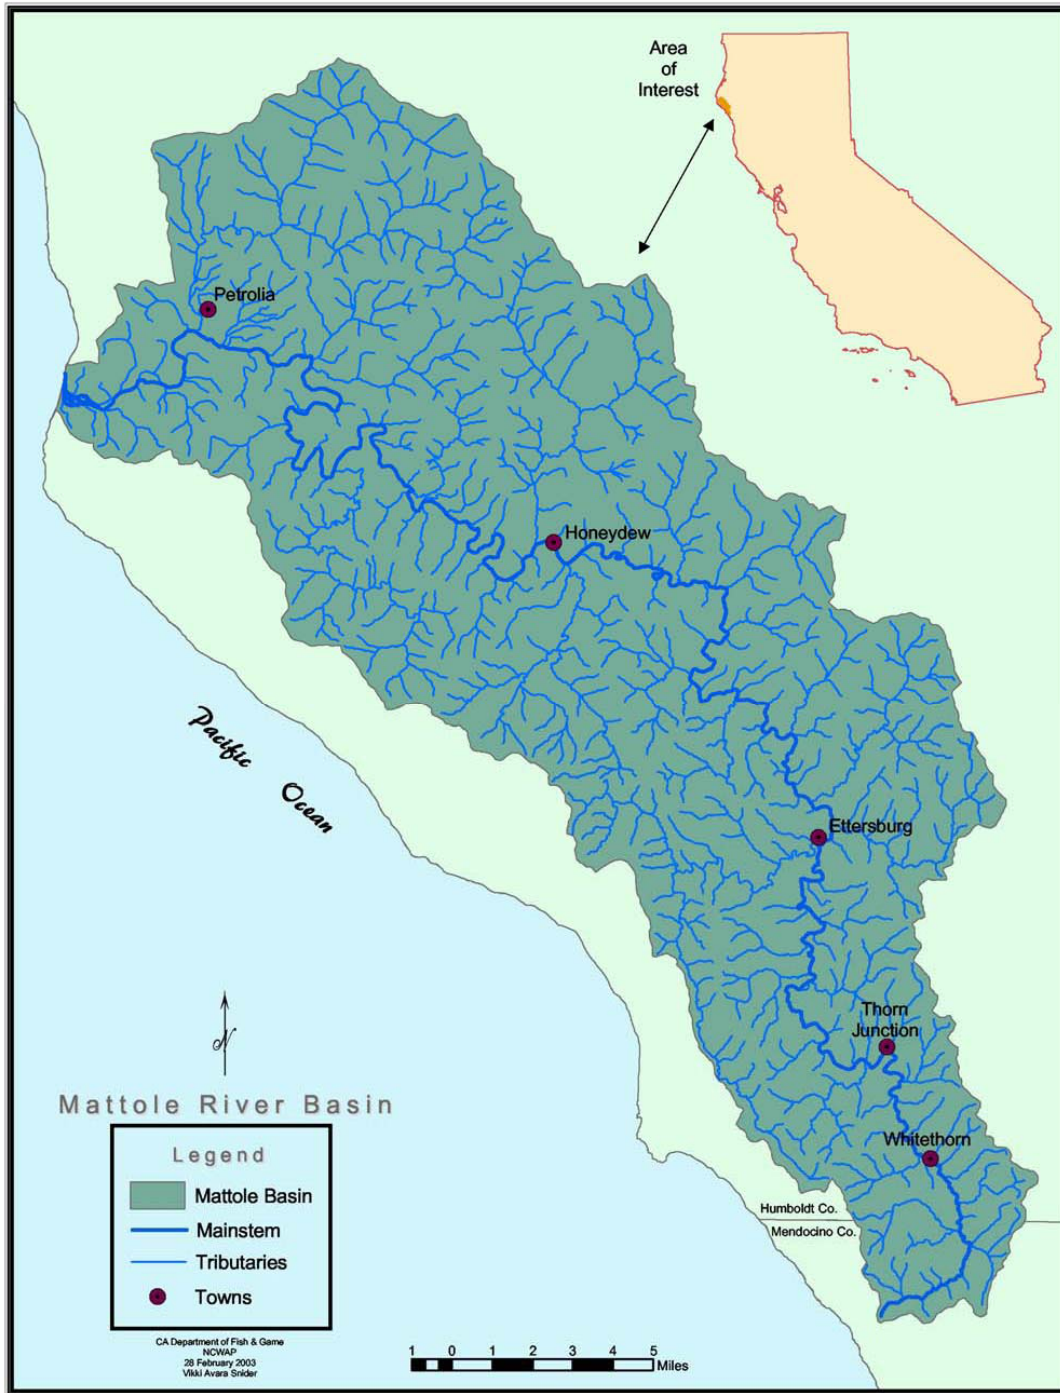 Area
of
Interest
Petrolia
Honeydew
Pacific Ocean
Ettersburg
Thorn
Junction
Whitethorn
Humboldt Co.
Mendocino Co.
N
Mattole River Basin
Legend
Mattole Basin
Mainstem
Tributaries
Towns
CA Department of Fish & Game
NCWAP
28 February 2003
Vikki Avara Snider
1 0 1 2 3 4 5
Miles